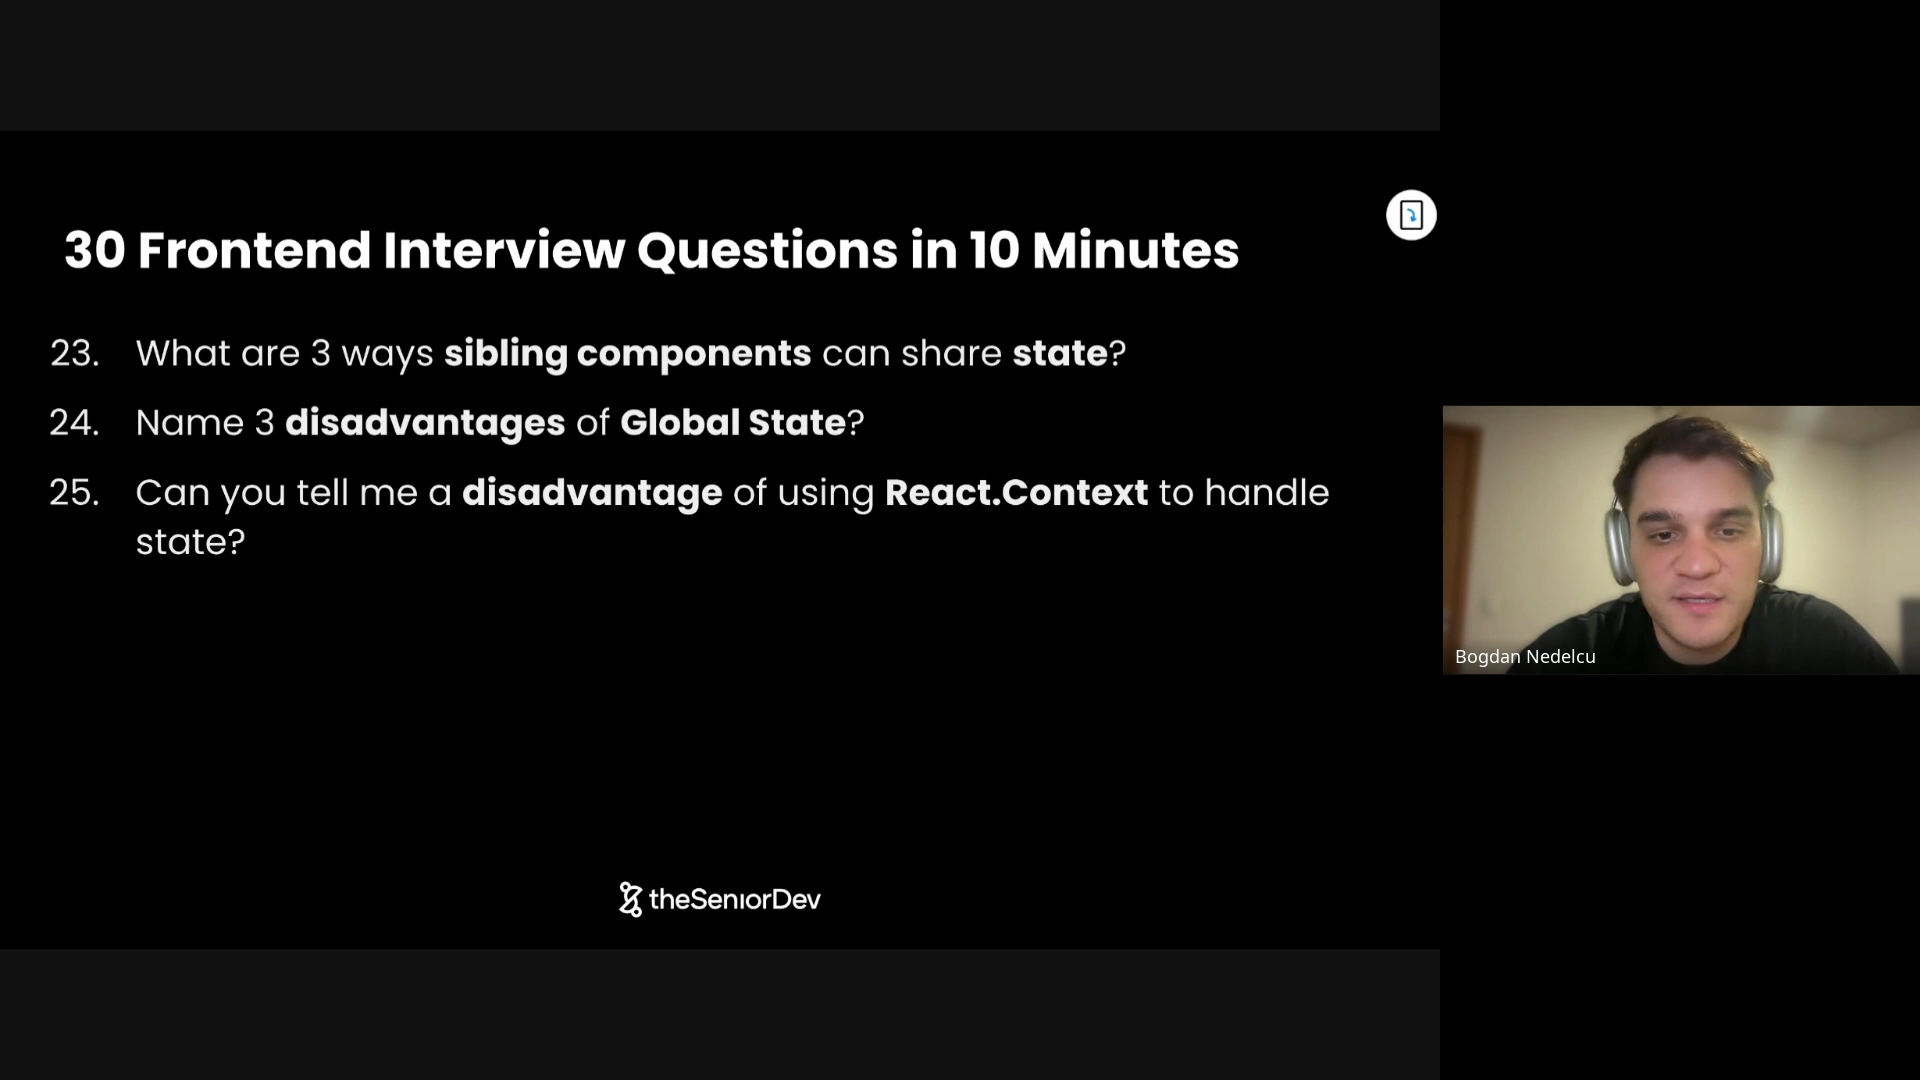 30 Frontend Interview Questions in 10 Minutes
23. What are 3 ways sibling components can share state?
24. Name 3 disadvantages of Global State?
25. Can you tell me a disadvantage of using React.Context to handle
state?
Bogdan Nedelcu
theSeniorDev